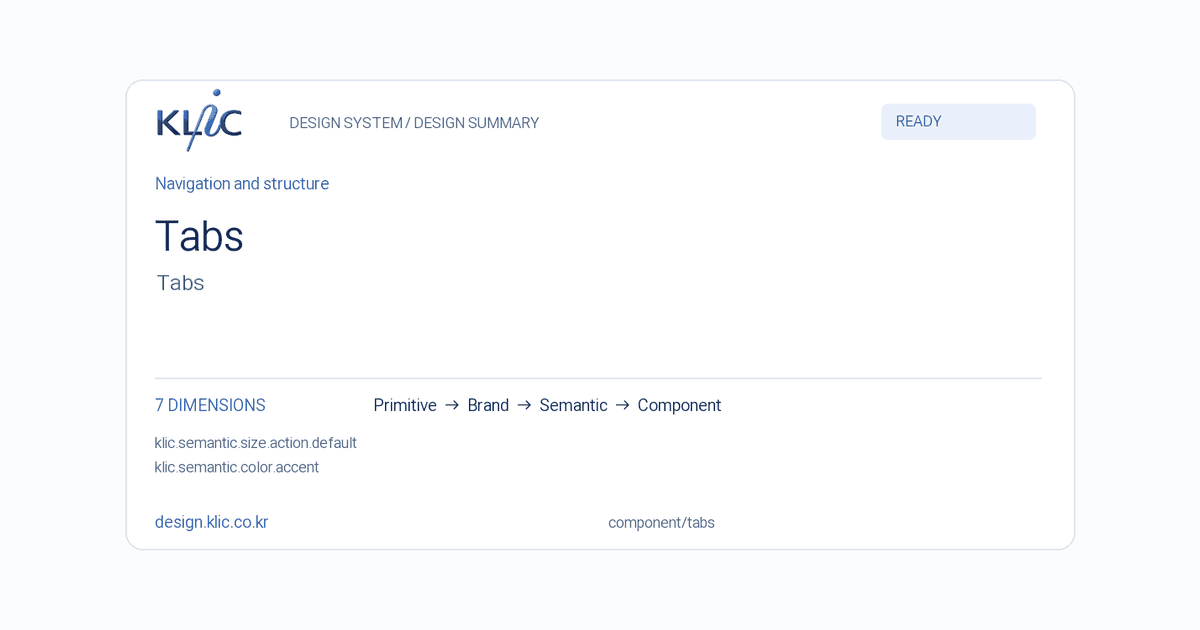 KLiC
DESIGN SYSTEM / DESIGN SUMMARY
READY
Navigation and structure
Tabs
Tabs
7 DIMENSIONS
Primitive → Brand → Semantic → Component
klic.semantic.size.action.default
klic.semantic.color.accent
design.klic.co.kr
component/tabs